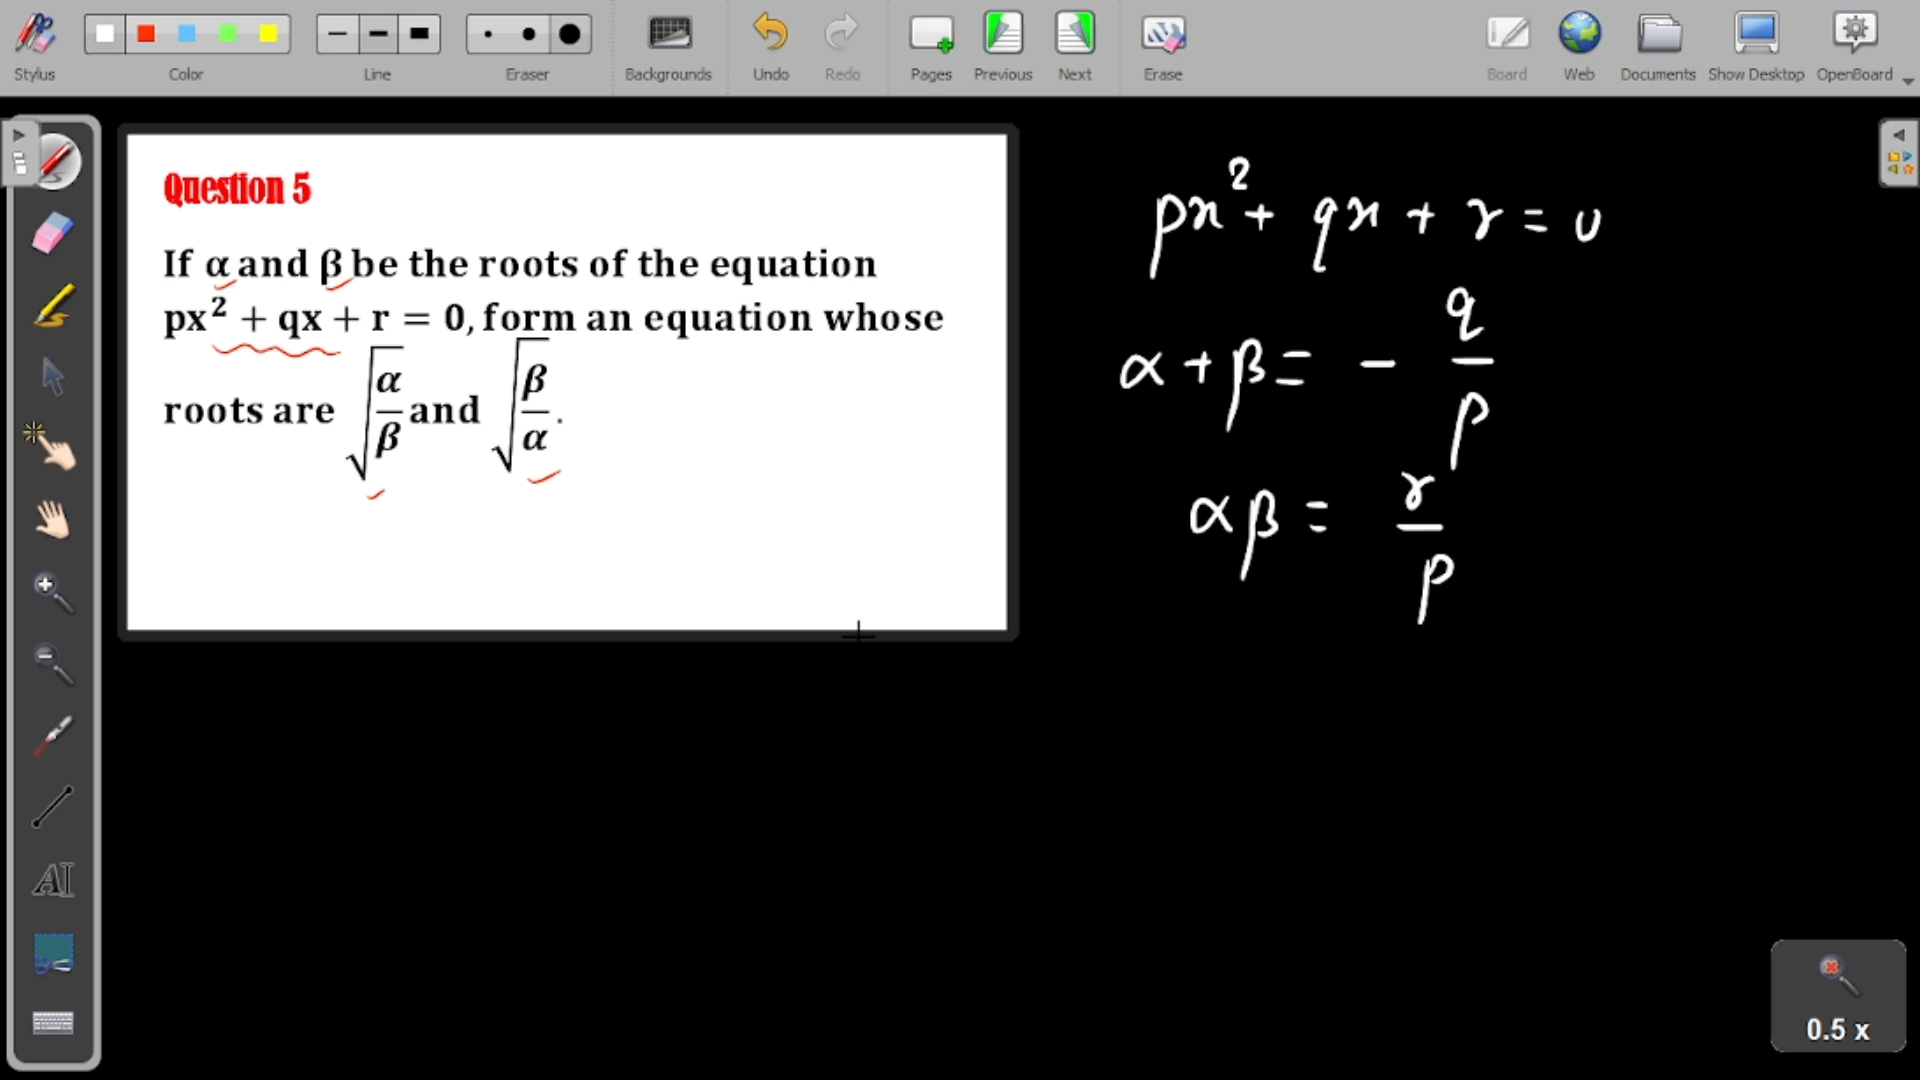 Stylus Color Line Eraser Backgrounds Undo Redo Pages Previous Next Erase Board Web Documents Show Desktop OpenBoard
Question 5
If α and β be the roots of the equation
px² + qx + r = 0, form an equation whose
roots are √(α/β) and √(β/α).
px² + qx + r = 0
α + β = - q/p
αβ = r/p
AI
0.5 x